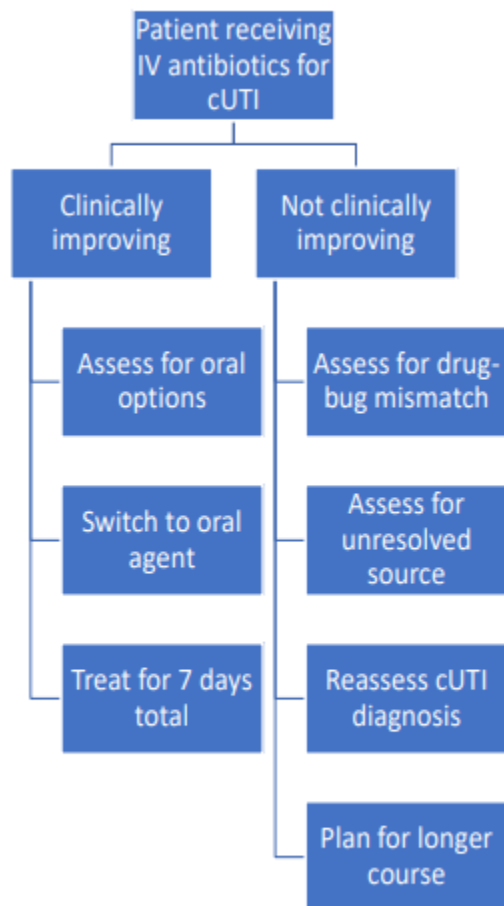 Patient receiving
IV antibiotics for
cUTI
Clinically
improving
Not clinically
improving
Assess for oral
options
Switch to oral
agent
Treat for 7 days
total
Assess for drug-
bug mismatch
Assess for
unresolved
source
Reassess cUTI
diagnosis
Plan for longer
course